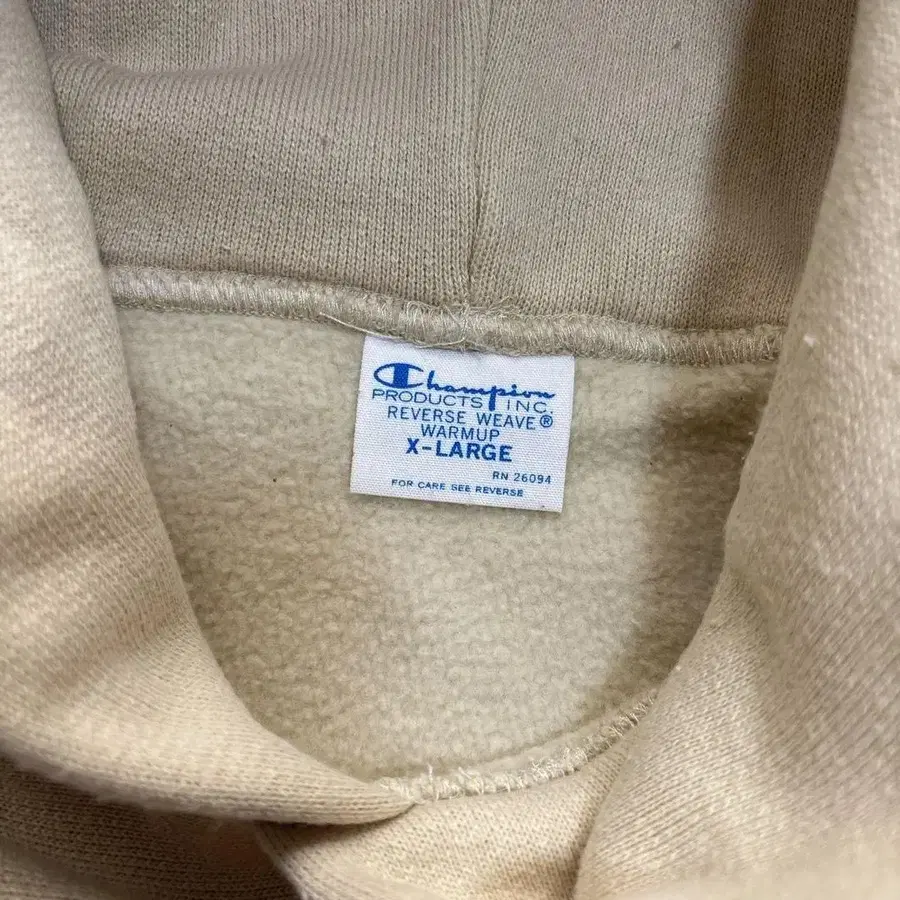 Champion
PRODUCTS INC.
REVERSE WEAVE®
WARMUP
X-LARGE
RN 26094
FOR CARE SEE REVERSE